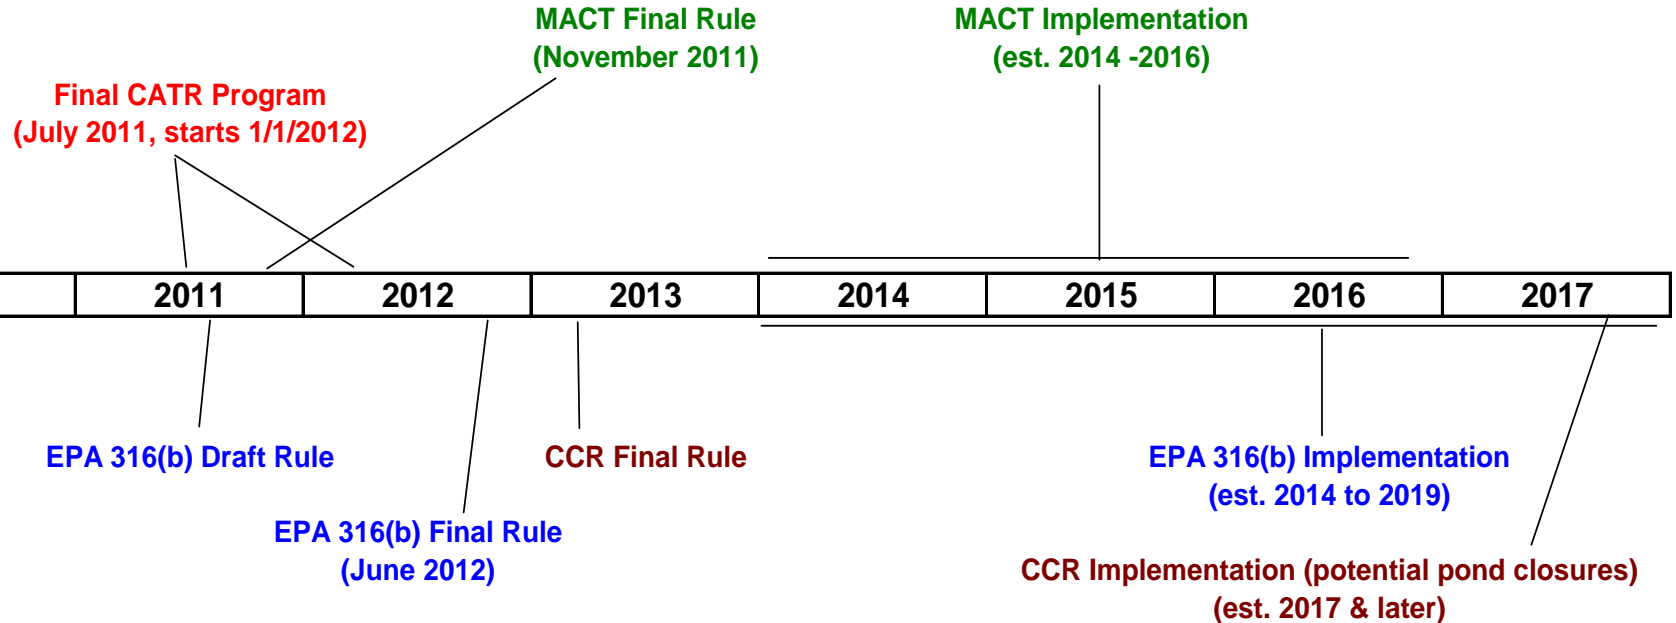 MACT Final Rule
(November 2011)
MACT Implementation
(est. 2014 -2016)
Final CATR Program
(July 2011, starts 1/1/2012)
2011 2012 2013 2014 2015 2016 2017
EPA 316(b) Draft Rule
CCR Final Rule
EPA 316(b) Implementation
(est. 2014 to 2019)
EPA 316(b) Final Rule
(June 2012)
CCR Implementation (potential pond closures)
(est. 2017 & later)